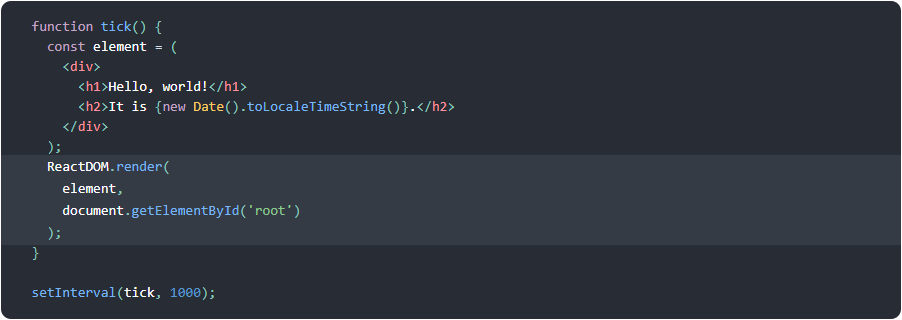 function tick() {
  const element = (
    <div>
      <h1>Hello, world!</h1>
      <h2>It is {new Date().toLocaleTimeString()}.</h2>
    </div>
  );
  ReactDOM.render(
    element,
    document.getElementById('root')
  );
}

setInterval(tick, 1000);